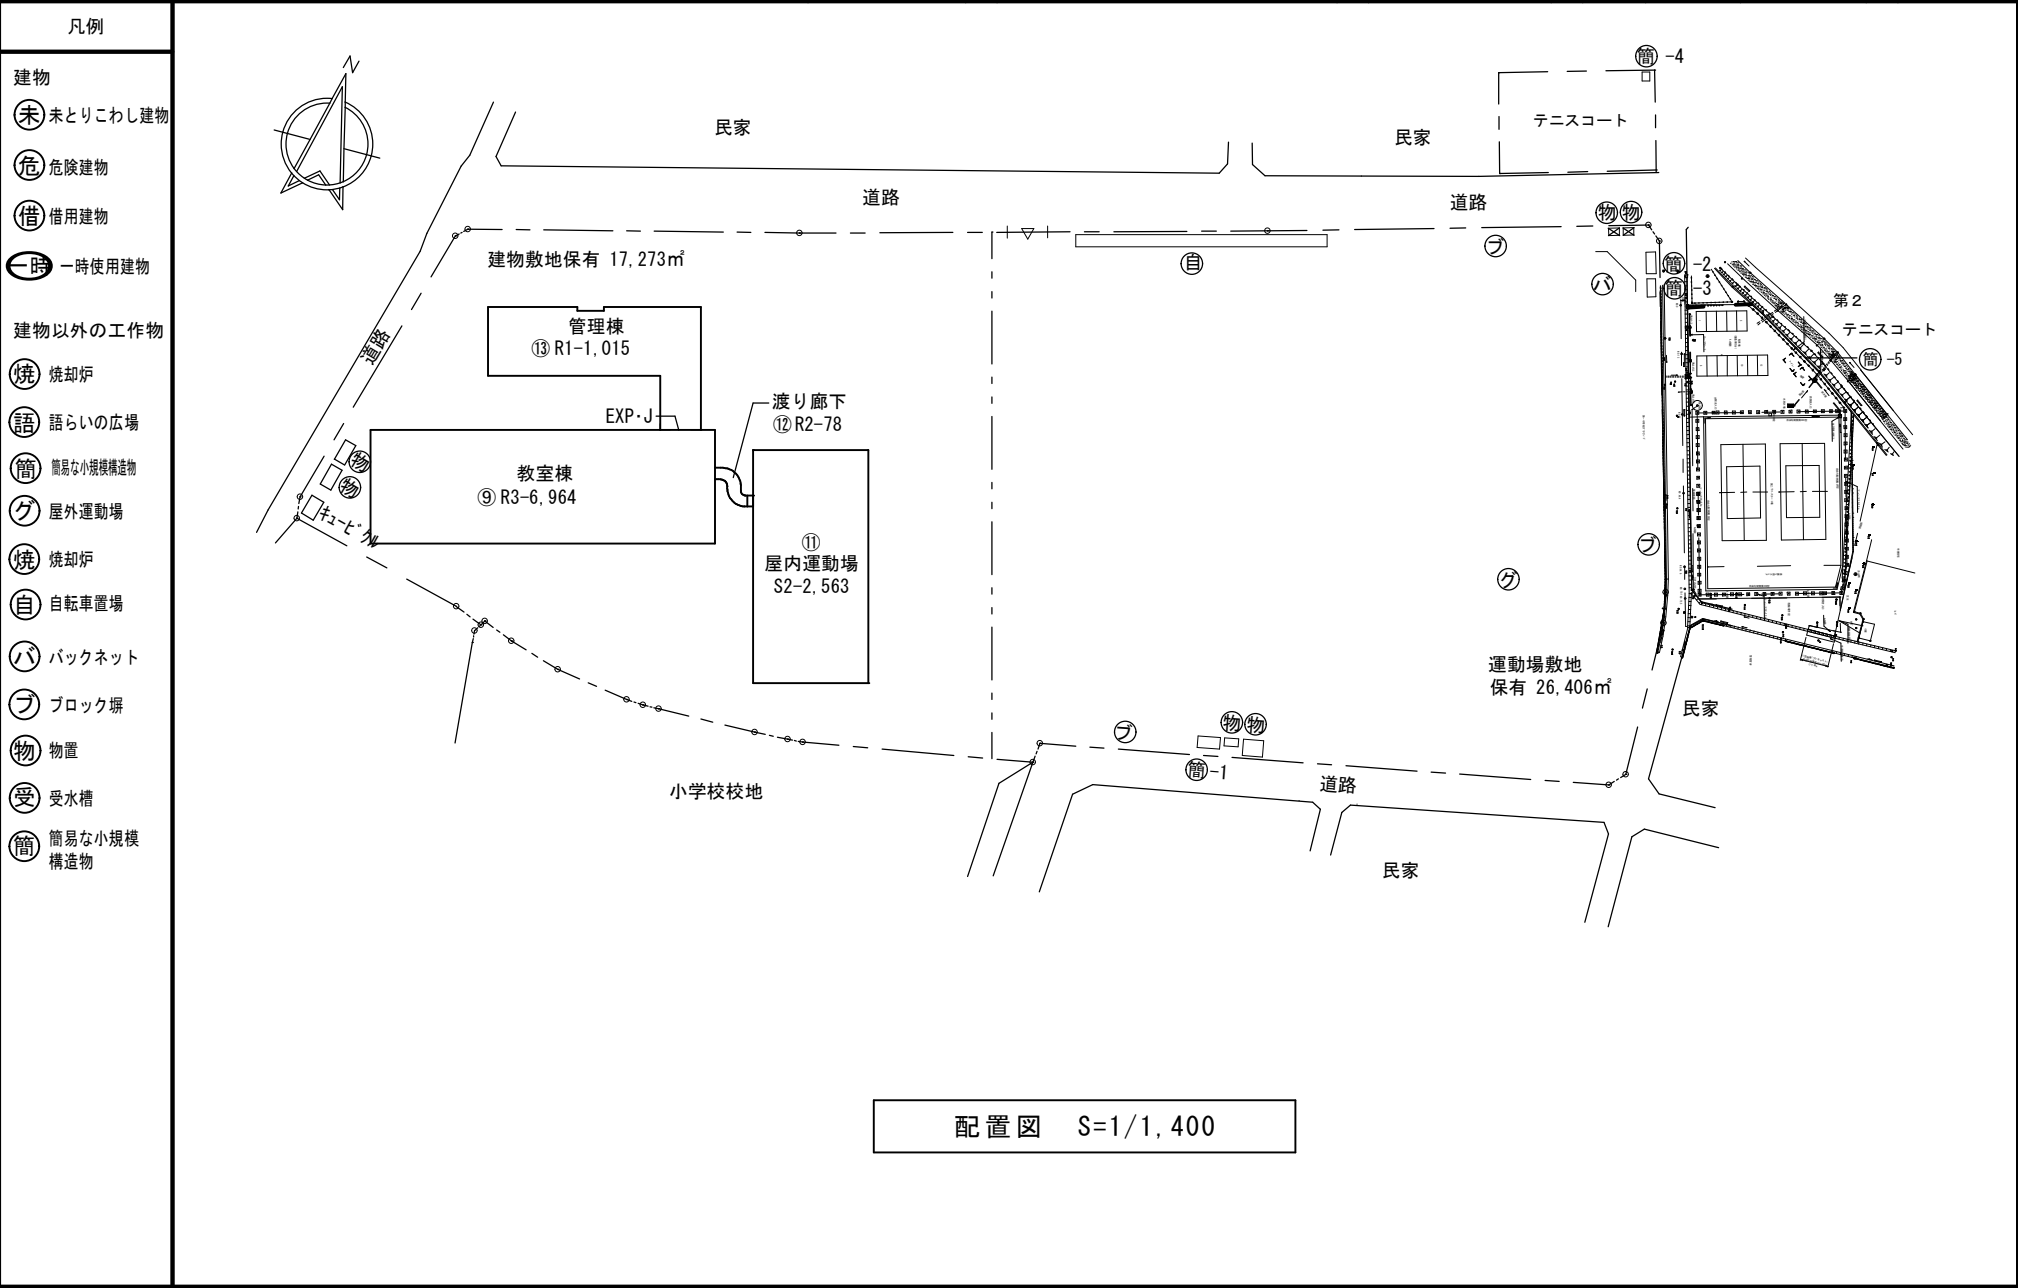 凡例
建物
未 未とりこわし建物
危 危険建物
借 借用建物
一時 一時使用建物
建物以外の工作物
焼 焼却炉
語 語らいの広場
簡 簡易な小規模構造物
グ 屋外運動場
焼 焼却炉
自 自転車置場
バ バックネット
ブ ブロック塀
物 物置
受 受水槽
簡 簡易な小規模
構造物
N
民家
民家
簡-4
テニスコート
道路
道路
物 物
建物敷地保有 17,273㎡
自
ブ
バ
簡-2
簡-3
第2
テニスコート
簡-5
道路
管理棟
⑬ R1-1,015
EXP・J
渡り廊下
⑫ R2-78
教室棟
⑨ R3-6,964
物
物
キュービクル
⑪
屋内運動場
S2-2,563
ブ
グ
運動場敷地
保有 26,406㎡
民家
ブ
物 物
簡-1
道路
小学校校地
民家
配置図 S=1/1,400